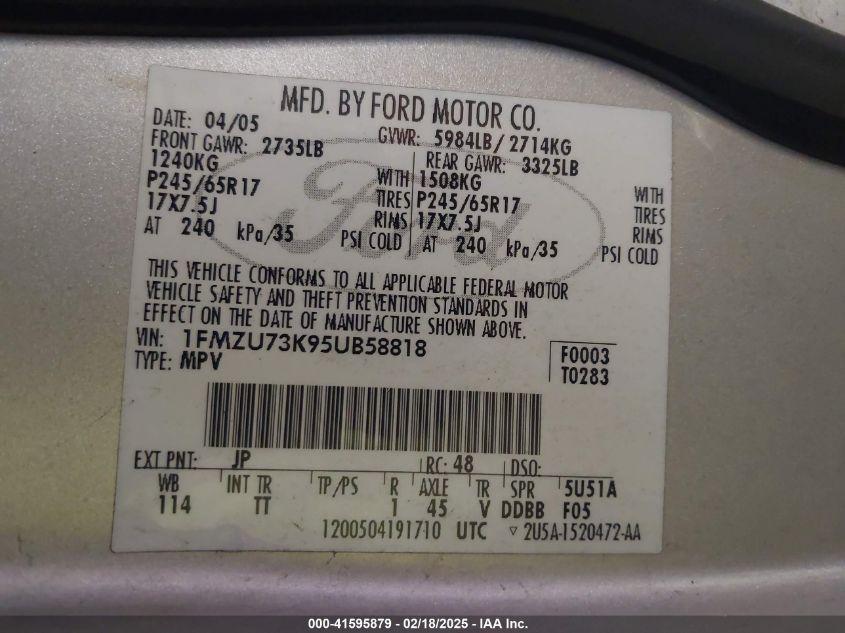 MFD. BY FORD MOTOR CO.
DATE: 04/05 GVWR: 5984LB/2714KG
FRONT GAWR: 2735LB REAR GAWR: 3325LB
1240KG WITH 1508KG WITH
P245/65R17 TIRES P245/65R17 TIRES
17X7.5J RIMS 17X7.5J RIMS
AT 240 kPa/35 PSI COLD AT 240 kPa/35 PSI COLD
Ford
THIS VEHICLE CONFORMS TO ALL APPLICABLE FEDERAL MOTOR
VEHICLE SAFETY AND THEFT PREVENTION STANDARDS IN
EFFECT ON THE DATE OF MANUFACTURE SHOWN ABOVE.
VIN: 1FMZU73K95UB58818 F0003
TYPE: MPV T0283
EXT PNT: JP RC: 48 DSO:
WB INT TR TP/PS R AXLE TR SPR 5U51A
114 TT 1 45 V DDBB F05
1200504191710 UTC ▽ 2U5A-1520472-AA
000-41595879 — 02/18/2025 — Copyright © 2025 IAA, Inc.